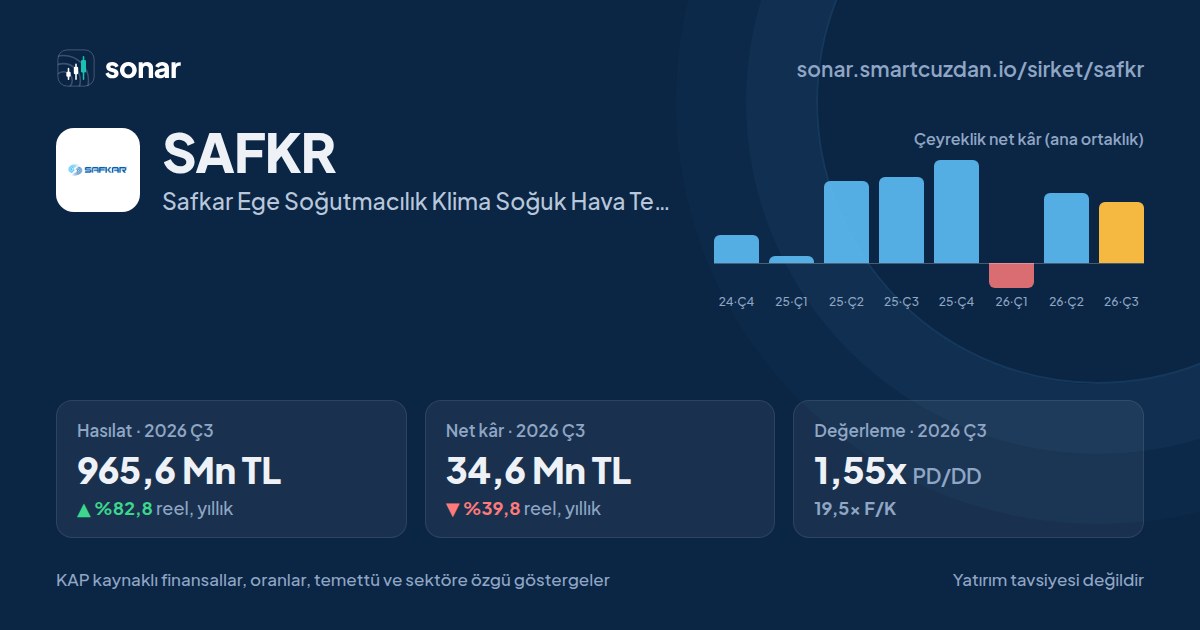 sonar
sonar.smartcuzdan.io/sirket/safkr
SAFKAR
SAFKR
Safkar Ege Soğutmacılık Klima Soğuk Hava Te...
Çeyreklik net kâr (ana ortaklık)
24·Ç4 25·Ç1 25·Ç2 25·Ç3 25·Ç4 26·Ç1 26·Ç2 26·Ç3
Hasılat · 2026 Ç3
965,6 Mn TL
▲ %82,8 reel, yıllık
Net kâr · 2026 Ç3
34,6 Mn TL
▼ %39,8 reel, yıllık
Değerleme · 2026 Ç3
1,55x PD/DD
19,5× F/K
KAP kaynaklı finansallar, oranlar, temettü ve sektöre özgü göstergeler
Yatırım tavsiyesi değildir